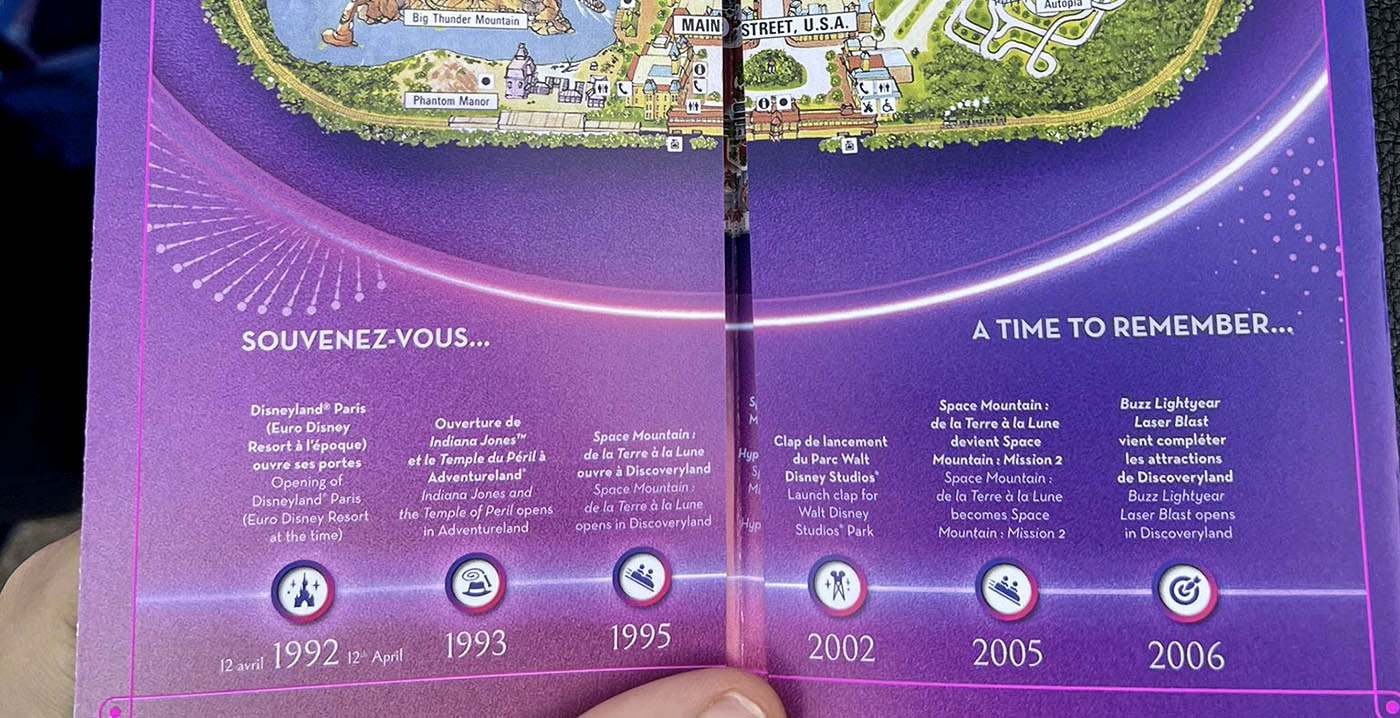 Big Thunder Mountain
MAIN STREET, U.S.A.
Autopia
Phantom Manor
SOUVENEZ-VOUS...
A TIME TO REMEMBER...
Disneyland® Paris
(Euro Disney
Resort à l'époque)
ouvre ses portes
Opening of
Disneyland® Paris
(Euro Disney Resort
at the time)
12 avril 1992 12th April
Ouverture de
Indiana Jones™
et le Temple du Péril à
Adventureland®
Indiana Jones and
the Temple of Peril opens
in Adventureland
1993
Space Mountain :
de la Terre à la Lune
ouvre à Discoveryland
Space Mountain :
de la Terre à la Lune
opens in Discoveryland
1995
Hyp
Hyp
Clap de lancement
du Parc Walt
Disney Studios®
Launch clap for
Walt Disney
Studios® Park
2002
Space Mountain :
de la Terre à la Lune
devient Space
Mountain : Mission 2
Space Mountain :
de la Terre à la Lune
becomes Space
Mountain : Mission 2
2005
Buzz Lightyear
Laser Blast
vient compléter
les attractions
de Discoveryland
Buzz Lightyear
Laser Blast opens
in Discoveryland
2006